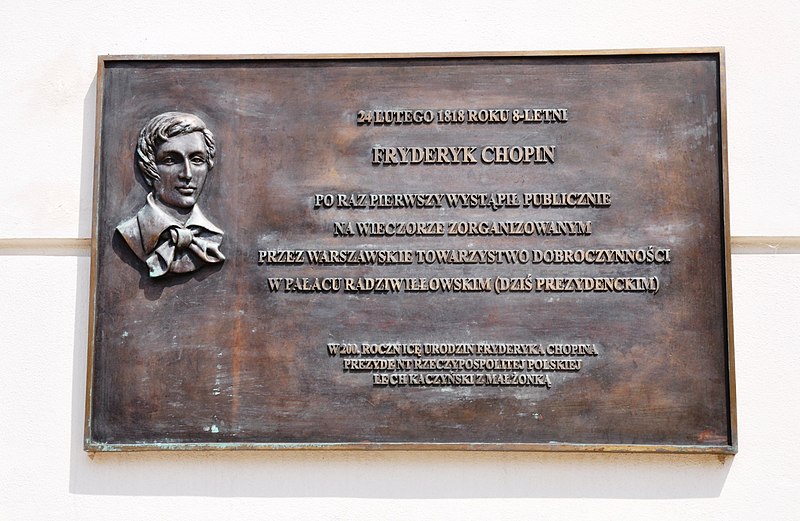 24 LUTEGO 1818 ROKU 8-LETNI
FRYDERYK CHOPIN
PO RAZ PIERWSZY WYSTĄPIŁ PUBLICZNIE
NA WIECZORZE ZORGANIZOWANYM
PRZEZ WARSZAWSKIE TOWARZYSTWO DOBROCZYNNOŚCI
W PAŁACU RADZIWIŁŁOWSKIM (DZIŚ PREZYDENCKIM)
W 200. ROCZNICĘ URODZIN FRYDERYKA CHOPINA
PREZYDENT RZECZYPOSPOLITEJ POLSKIEJ
LECH KACZYŃSKI Z MAŁŻONKĄ